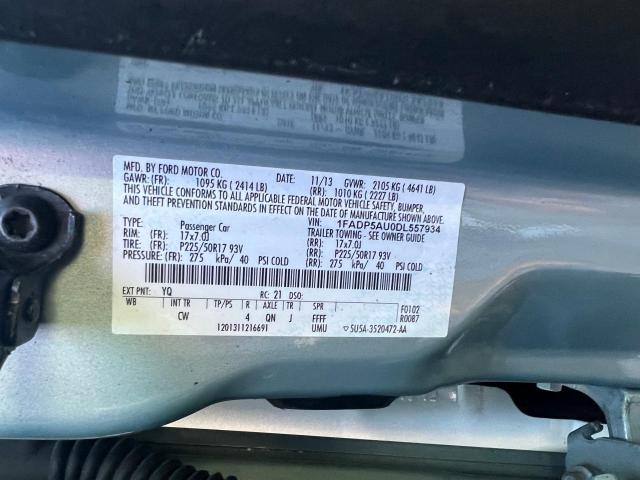 MFD. BY FORD MOTOR CO.
DATE: 11/13 GVWR: 2105 KG ( 4641 LB)
GAWR: (FR): 1095 KG ( 2414 LB) (RR): 1010 KG ( 2227 LB)
THIS VEHICLE CONFORMS TO ALL APPLICABLE FEDERAL MOTOR VEHICLE SAFETY, BUMPER,
AND THEFT PREVENTION STANDARDS IN EFFECT ON THE DATE OF MANUFACTURE SHOWN ABOVE.
VIN: 1FADP5AU0DL557934
TYPE: Passenger Car TRAILER TOWING - SEE OWNER GUIDE
RIM: (FR): 17x7.0J (RR): 17x7.0J
TIRE: (FR): P225/50R17 93V (RR): P225/50R17 93V
PRESSURE: (FR): 275 kPa/ 40 PSI COLD (RR): 275 kPa/ 40 PSI COLD
EXT PNT: YQ RC: 21 DSO:
WB INT TR TP/PS R AXLE TR SPR F0102
CW 4 QN J FFFF R0087
1201311216691 UMU 5U5A-3520472-AA